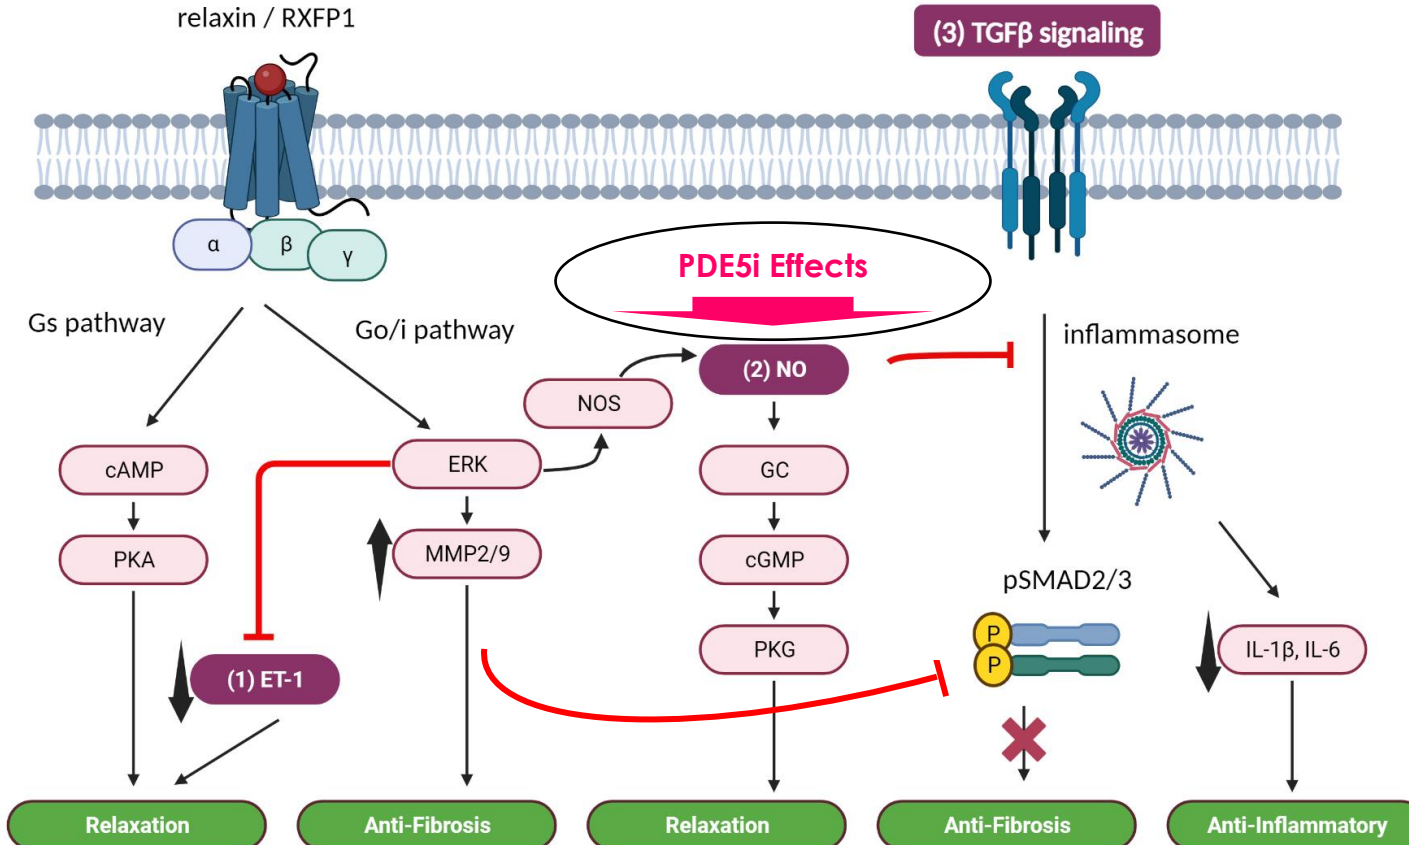 relaxin / RXFP1
(3) TGFβ signaling
α
β
γ
PDE5i Effects
Gs pathway
Go/i pathway
inflammasome
(2) NO
NOS
cAMP
ERK
GC
PKA
MMP2/9
cGMP
pSMAD2/3
P
P
PKG
IL-1β, IL-6
(1) ET-1
Relaxation
Anti-Fibrosis
Relaxation
Anti-Fibrosis
Anti-Inflammatory